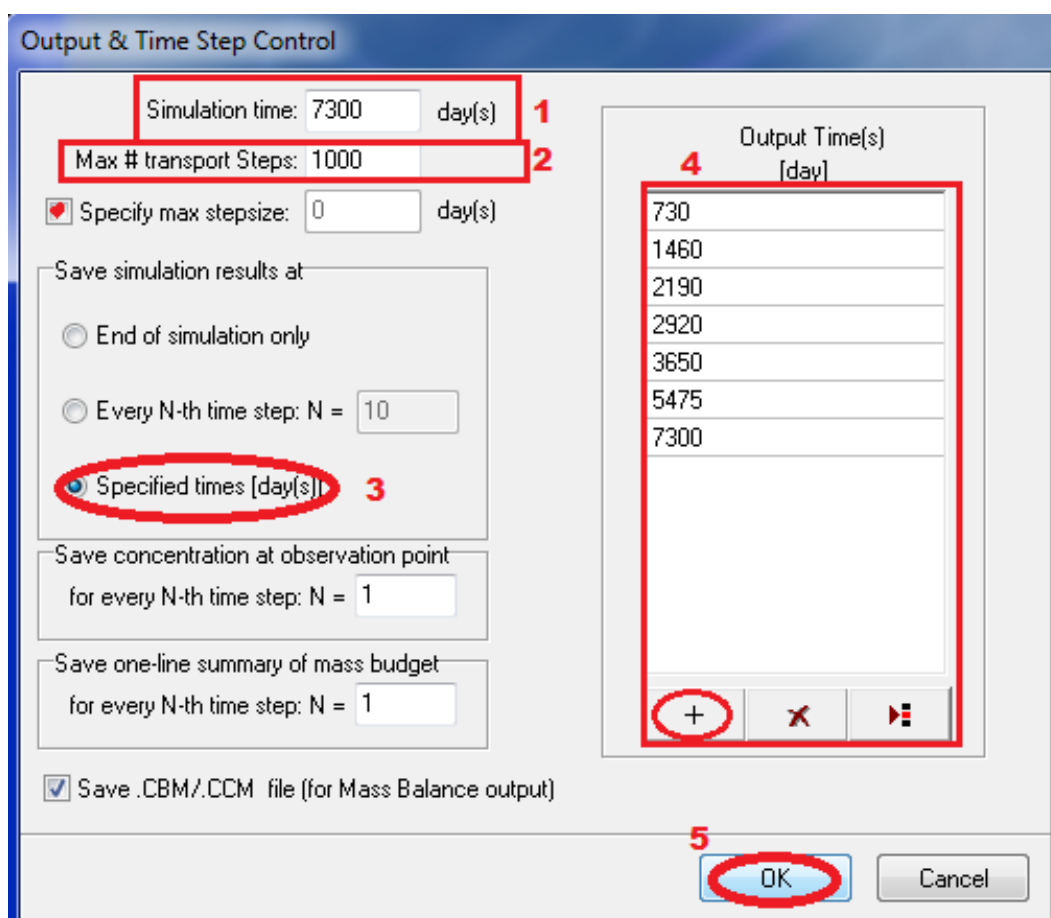 Output & Time Step Control
Simulation time: 7300 day(s) 1
Max # transport Steps: 1000 2
Specify max stepsize: 0 day(s)
Save simulation results at
End of simulation only
Every N-th time step: N = 10
Specified times [day(s)] 3
Save concentration at observation point
for every N-th time step: N = 1
Save one-line summary of mass budget
for every N-th time step: N = 1
Save .CBM/.CCM file (for Mass Balance output)
Output Time(s)
4 [day]
730
1460
2190
2920
3650
5475
7300
+
5
OK Cancel